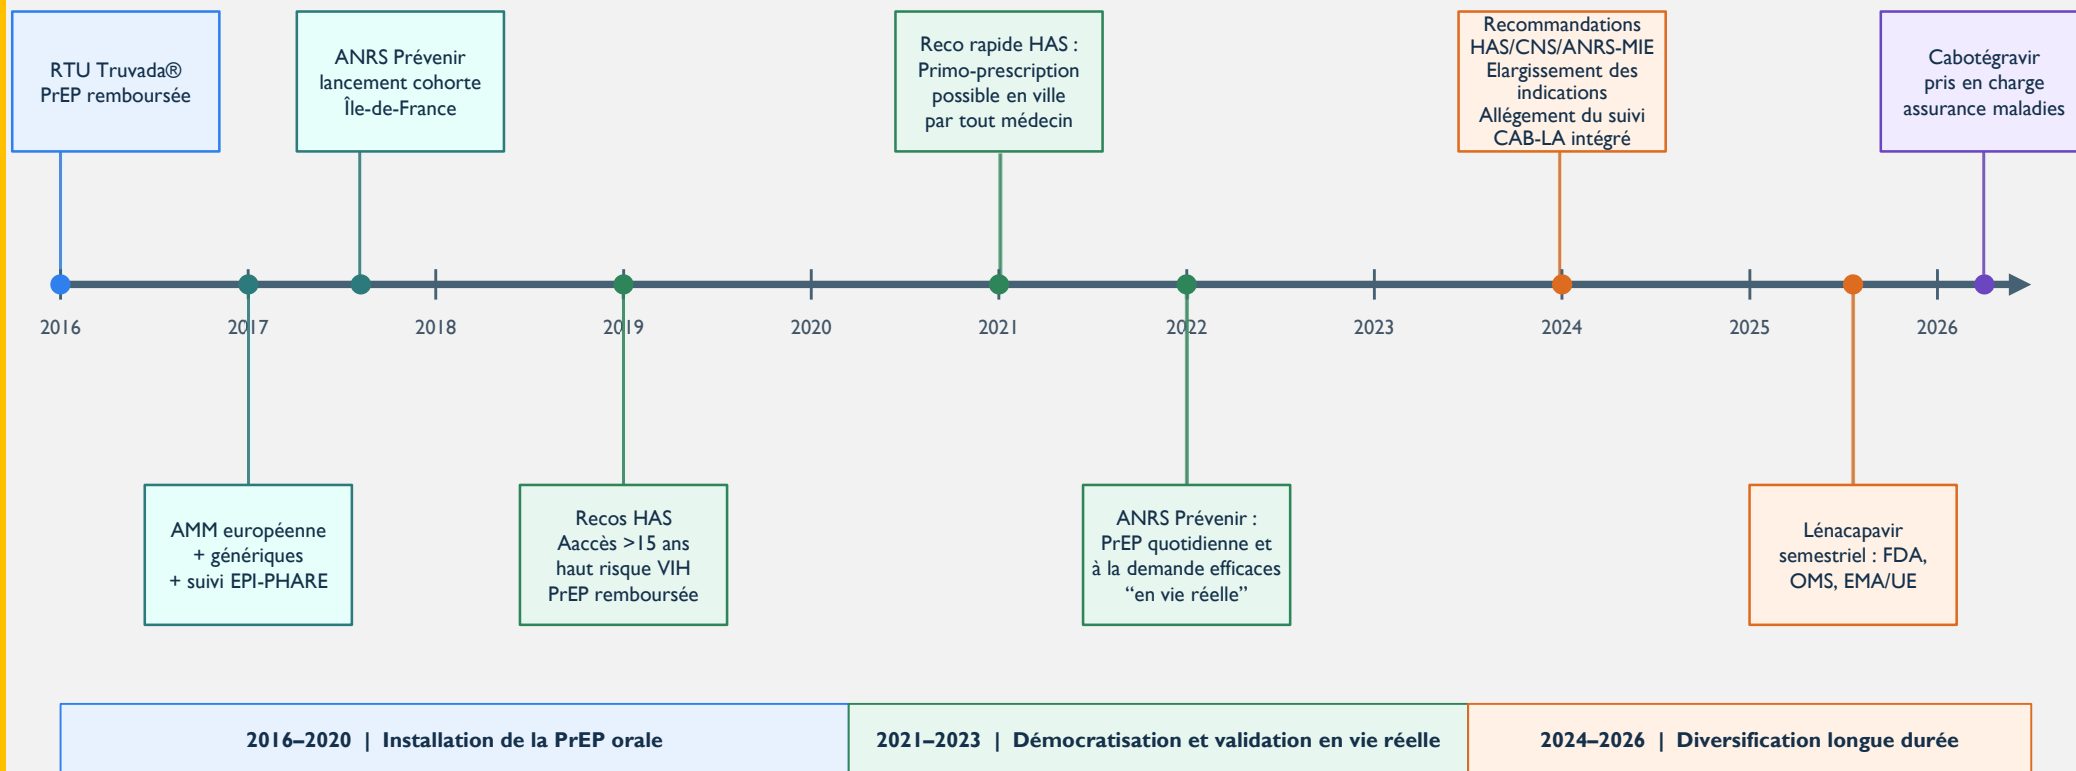 RTU Truvada®
PrEP remboursée
ANRS Prévenir
lancement cohorte
Île-de-France
Reco rapide HAS :
Primo-prescription
possible en ville
par tout médecin
Recommandations
HAS/CNS/ANRS-MIE
Elargissement des
indications
Allégement du suivi
CAB-LA intégré
Cabotégravir
pris en charge
assurance maladies
2016
2017
2018
2019
2020
2021
2022
2023
2024
2025
2026
AMM européenne
+ génériques
+ suivi EPI-PHARE
Recos HAS
Aaccès >15 ans
haut risque VIH
PrEP remboursée
ANRS Prévenir :
PrEP quotidienne et
à la demande efficaces
“en vie réelle”
Lénacapavir
semestriel : FDA,
OMS, EMA/UE
2016–2020 | Installation de la PrEP orale
2021–2023 | Démocratisation et validation en vie réelle
2024–2026 | Diversification longue durée